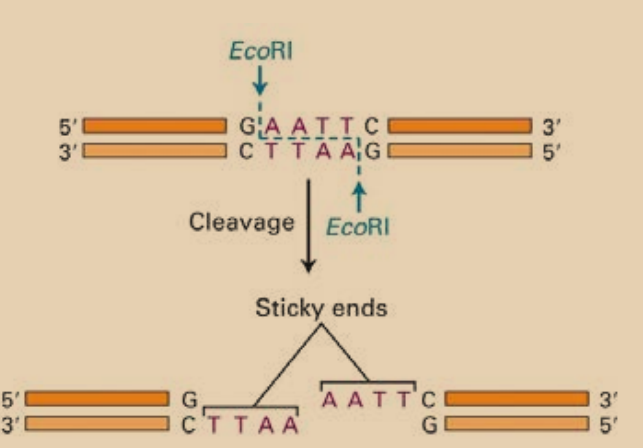 EcoRI
5′ G A A T T C 3′
3′ C T T A A G 5′
Cleavage
EcoRI
Sticky ends
5′ G A A T T C 3′
3′ C T T A A G 5′